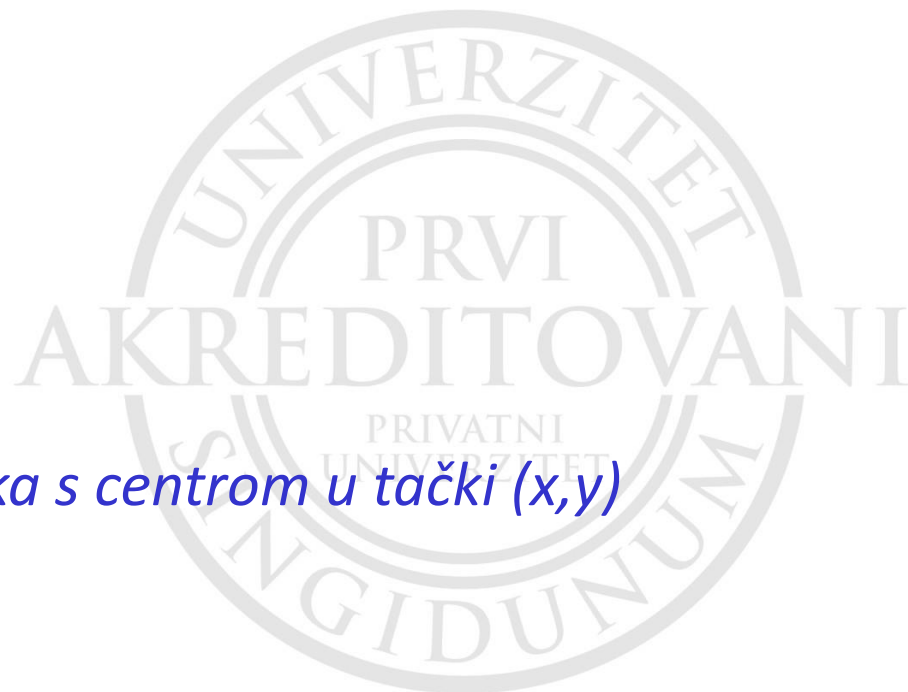 UNIVERZITET
PRVI
AKREDITOVANI
PRIVATNI
UNIVERZITET
ka s centrom u tački (x,y)
SINGIDUNUM